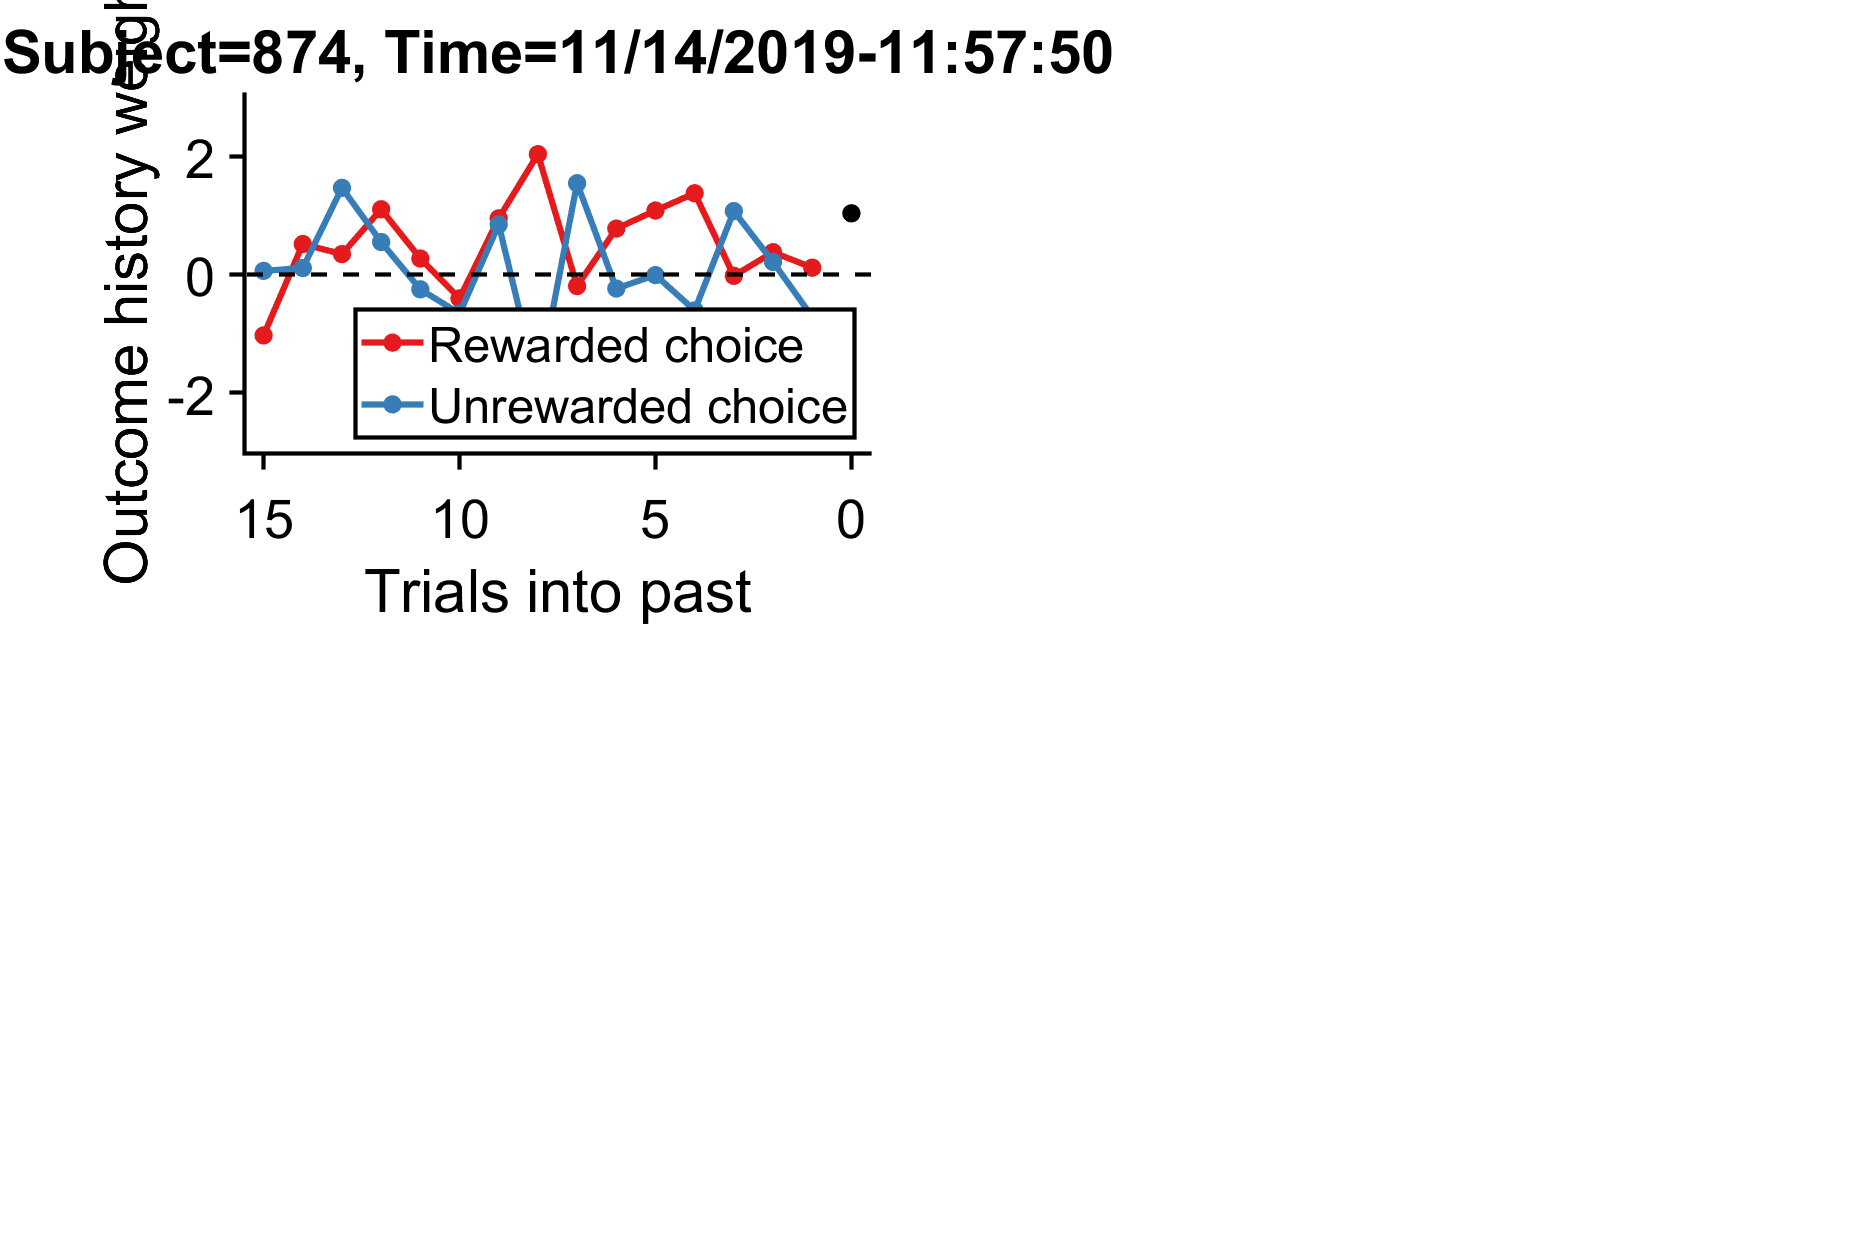 Subject=874, Time=11/14/2019-11:57:50
Outcome history
2
0
-2
Rewarded choice
Unrewarded choice
15 10 5 0
Trials into past